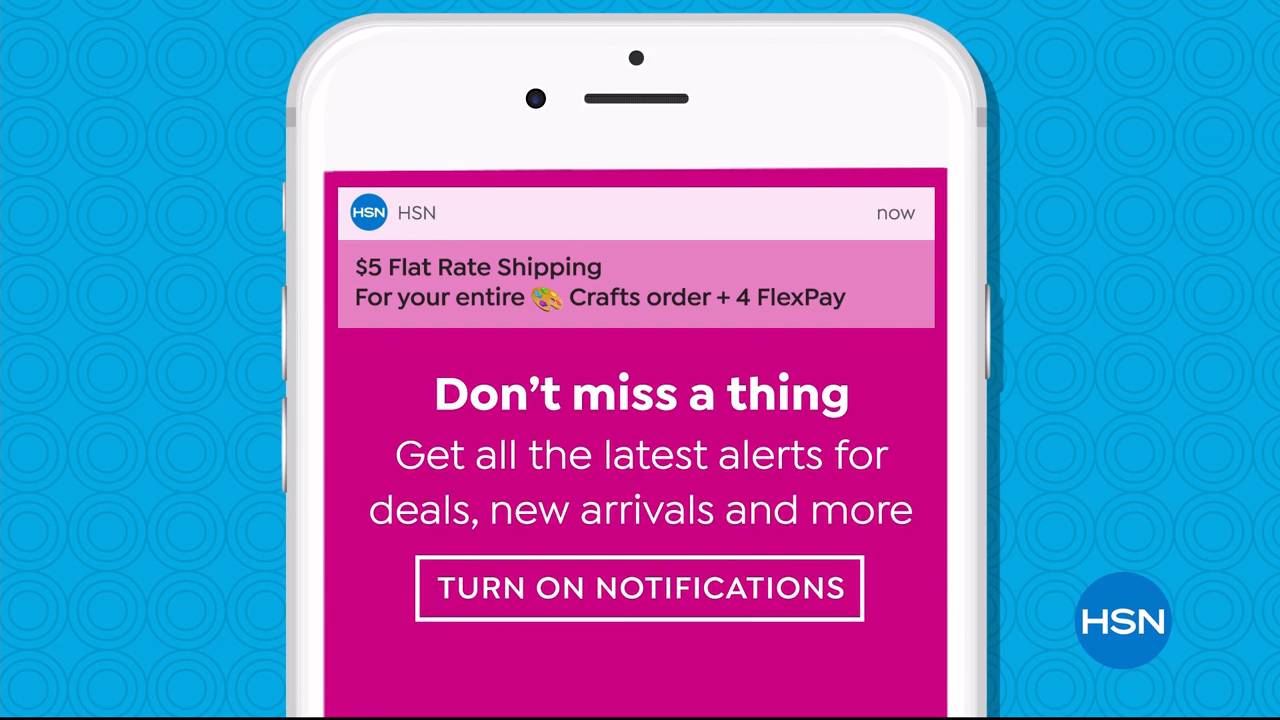 HSN HSN now
$5 Flat Rate Shipping
For your entire 🎨 Crafts order + 4 FlexPay
Don't miss a thing
Get all the latest alerts for
deals, new arrivals and more
TURN ON NOTIFICATIONS
HSN